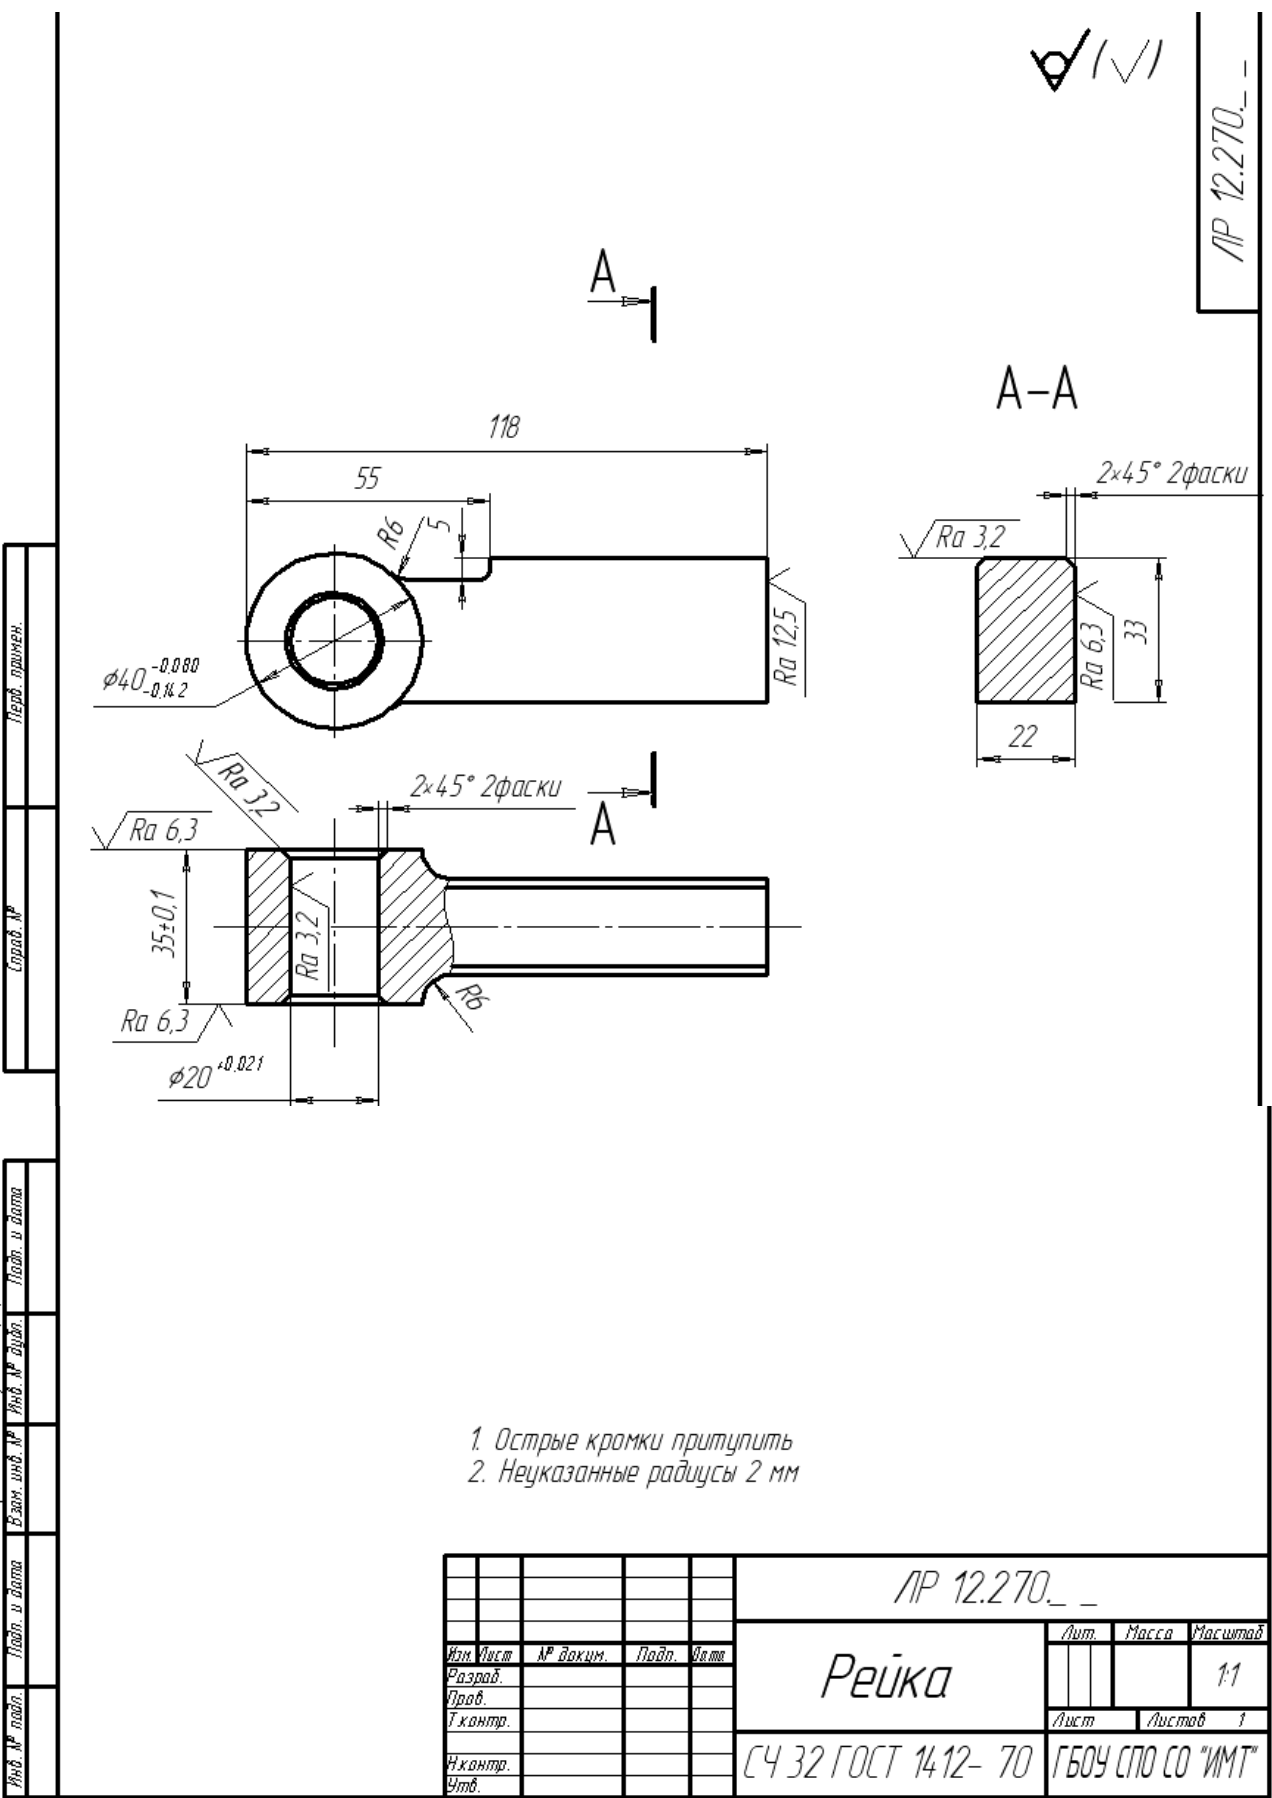 (√)
ЛР 12.270._ _
А
А-А
118
2×45° 2фаски
55
R6
5
Ra 3,2
Ra 12,5
Ra 6,3
33
⌀40 -0,080
-0,142
22
Ra 3,2
2×45° 2фаски
А
Ra 6,3
35±0,1
Ra 3,2
R6
Ra 6,3
⌀20 +0,021
Перв. примен.
Справ. №
Подп. и дата
Инв. № дубл.
Взам. инв. №
Подп. и дата
Инв. № подл.
1. Острые кромки притупить
2. Неуказанные радиусы 2 мм
ЛР 12.270._ _
Изм. Лист № докум. Подп. Дата
Разраб.
Пров.
Т.контр.
Н.контр.
Утв.
Рейка
Лит. Масса Масштаб
1:1
Лист Листов 1
СЧ 32 ГОСТ 1412- 70
ГБОУ СПО СО "ИМТ"